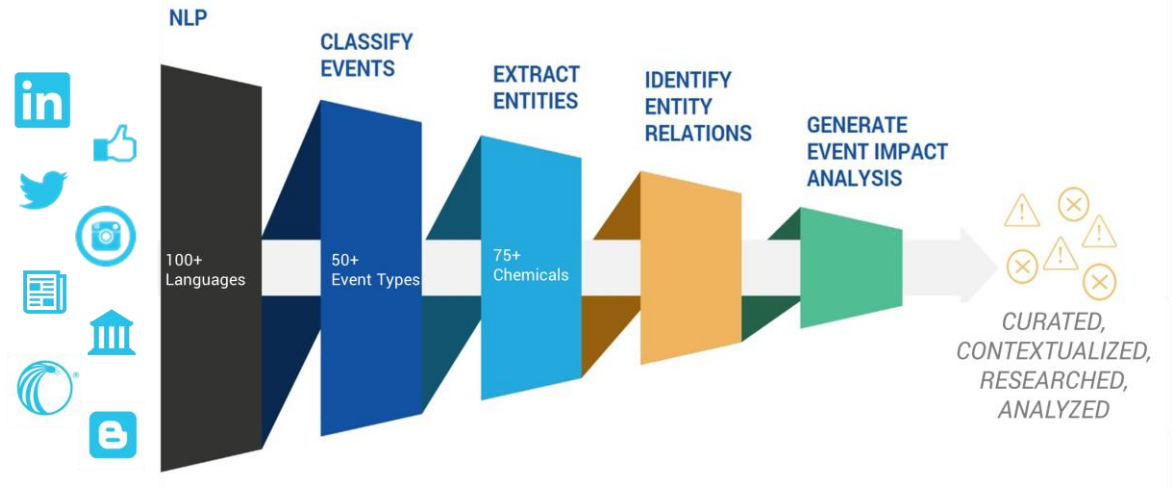 NLP
CLASSIFY
EVENTS
EXTRACT
ENTITIES
IDENTIFY
ENTITY
RELATIONS
GENERATE
EVENT IMPACT
ANALYSIS
in
100+
Languages
50+
Event Types
75+
Chemicals
CURATED,
CONTEXTUALIZED,
RESEARCHED,
ANALYZED